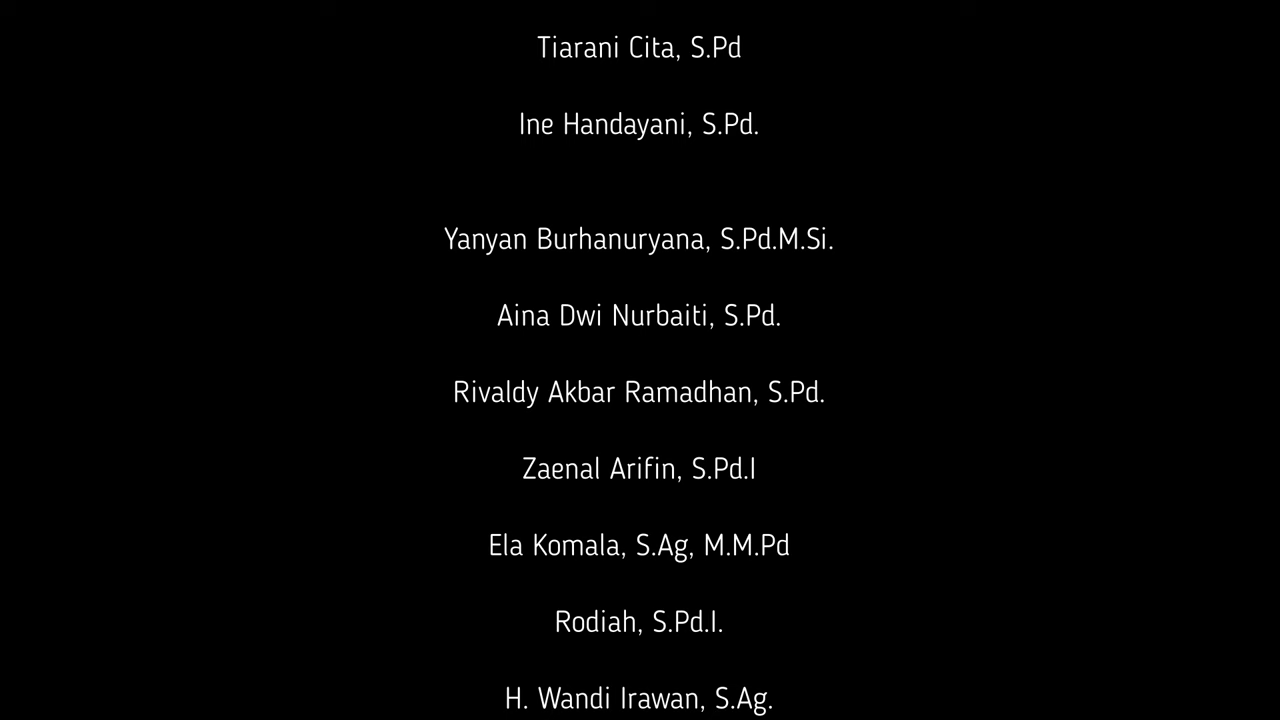 Tiarani Cita, S.Pd
Ine Handayani, S.Pd.
Yanyan Burhanuryana, S.Pd.M.Si.
Aina Dwi Nurbaiti, S.Pd.
Rivaldy Akbar Ramadhan, S.Pd.
Zaenal Arifin, S.Pd.I
Ela Komala, S.Ag, M.M.Pd
Rodiah, S.Pd.I.
H. Wandi Irawan, S.Ag.